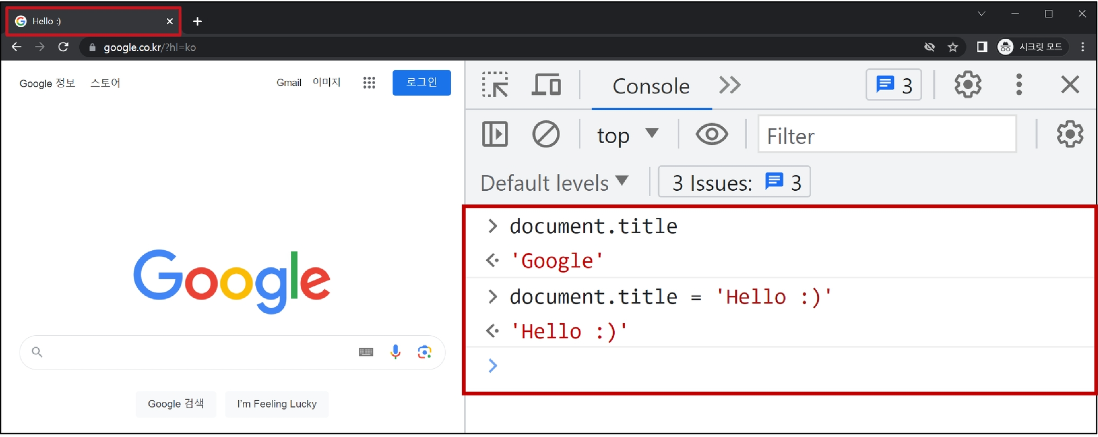 Hello :)
google.co.kr/?hl=ko
시크릿 모드
Google 정보 스토어 Gmail 이미지 로그인
Console 3
top Filter
Default levels 3 Issues: 3
document.title
'Google'
document.title = 'Hello :)'
'Hello :)'
Google
Google 검색 I'm Feeling Lucky